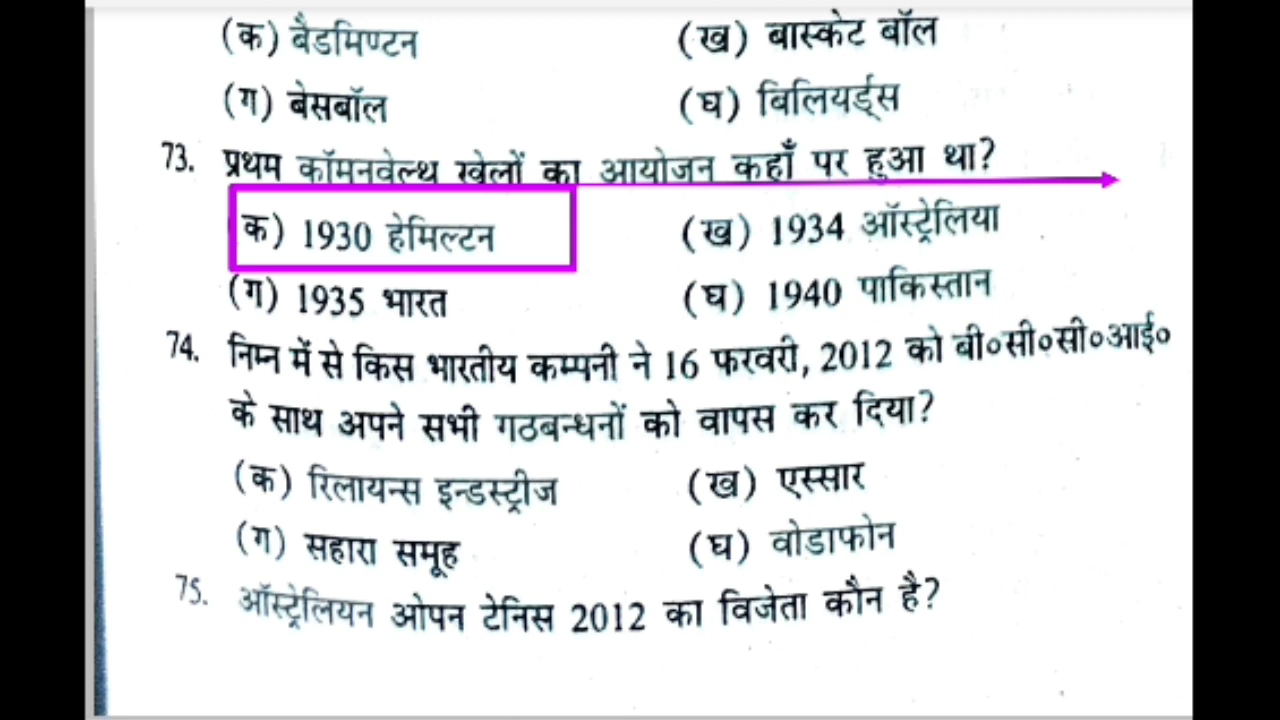 (क) बैडमिण्टन (ख) बास्केट बॉल
(ग) बेसबॉल (घ) बिलियर्ड्स
73. प्रथम कॉमनवेल्थ खेलों का आयोजन कहाँ पर हुआ था?
क) 1930 हेमिल्टन (ख) 1934 ऑस्ट्रेलिया
(ग) 1935 भारत (घ) 1940 पाकिस्तान
74. निम्न में से किस भारतीय कम्पनी ने 16 फरवरी, 2012 को बी०सी०सी०आई०
के साथ अपने सभी गठबन्धनों को वापस कर दिया?
(क) रिलायन्स इन्डस्ट्रीज (ख) एस्सार
(ग) सहारा समूह (घ) वोडाफोन
75. ऑस्ट्रेलियन ओपन टेनिस 2012 का विजेता कौन है?